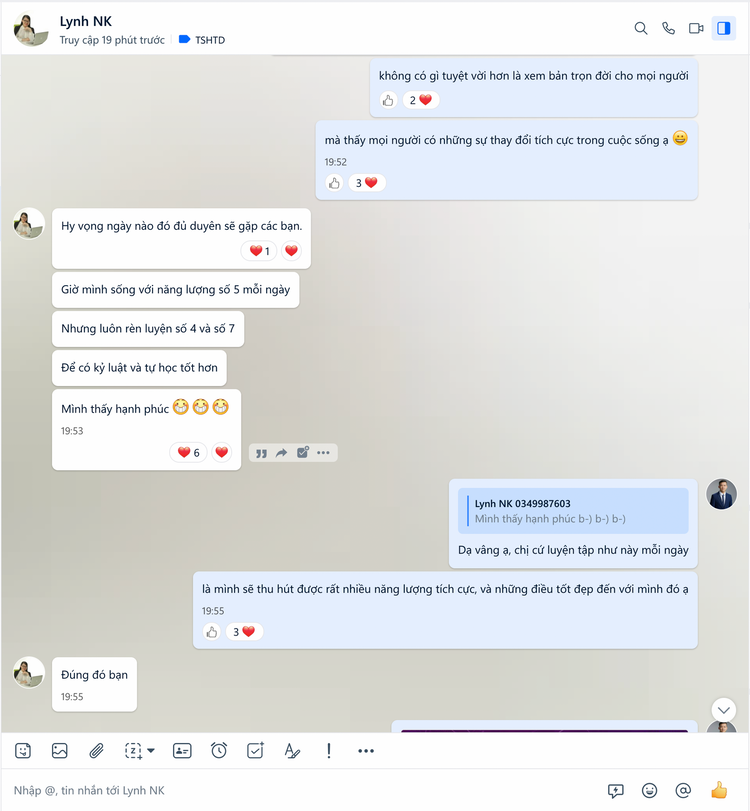 Lynh NK
Truy cập 19 phút trước
TSHTD
không có gì tuyệt vời hơn là xem bản trọn đời cho mọi người
2
mà thấy mọi người có những sự thay đổi tích cực trong cuộc sống ạ
19:52
3
Hy vọng ngày nào đó đủ duyên sẽ gặp các bạn.
1
Giờ mình sống với năng lượng số 5 mỗi ngày
Nhưng luôn rèn luyện số 4 và số 7
Để có kỷ luật và tự học tốt hơn
Mình thấy hạnh phúc
19:53
6
Lynh NK 0349987603
Mình thấy hạnh phúc b-) b-) b-)
Dạ vâng ạ, chị cứ luyện tập như này mỗi ngày
là mình sẽ thu hút được rất nhiều năng lượng tích cực, và những điều tốt đẹp đến với mình đó ạ
19:55
3
Đúng đó bạn
19:55
Nhập @, tin nhắn tới Lynh NK